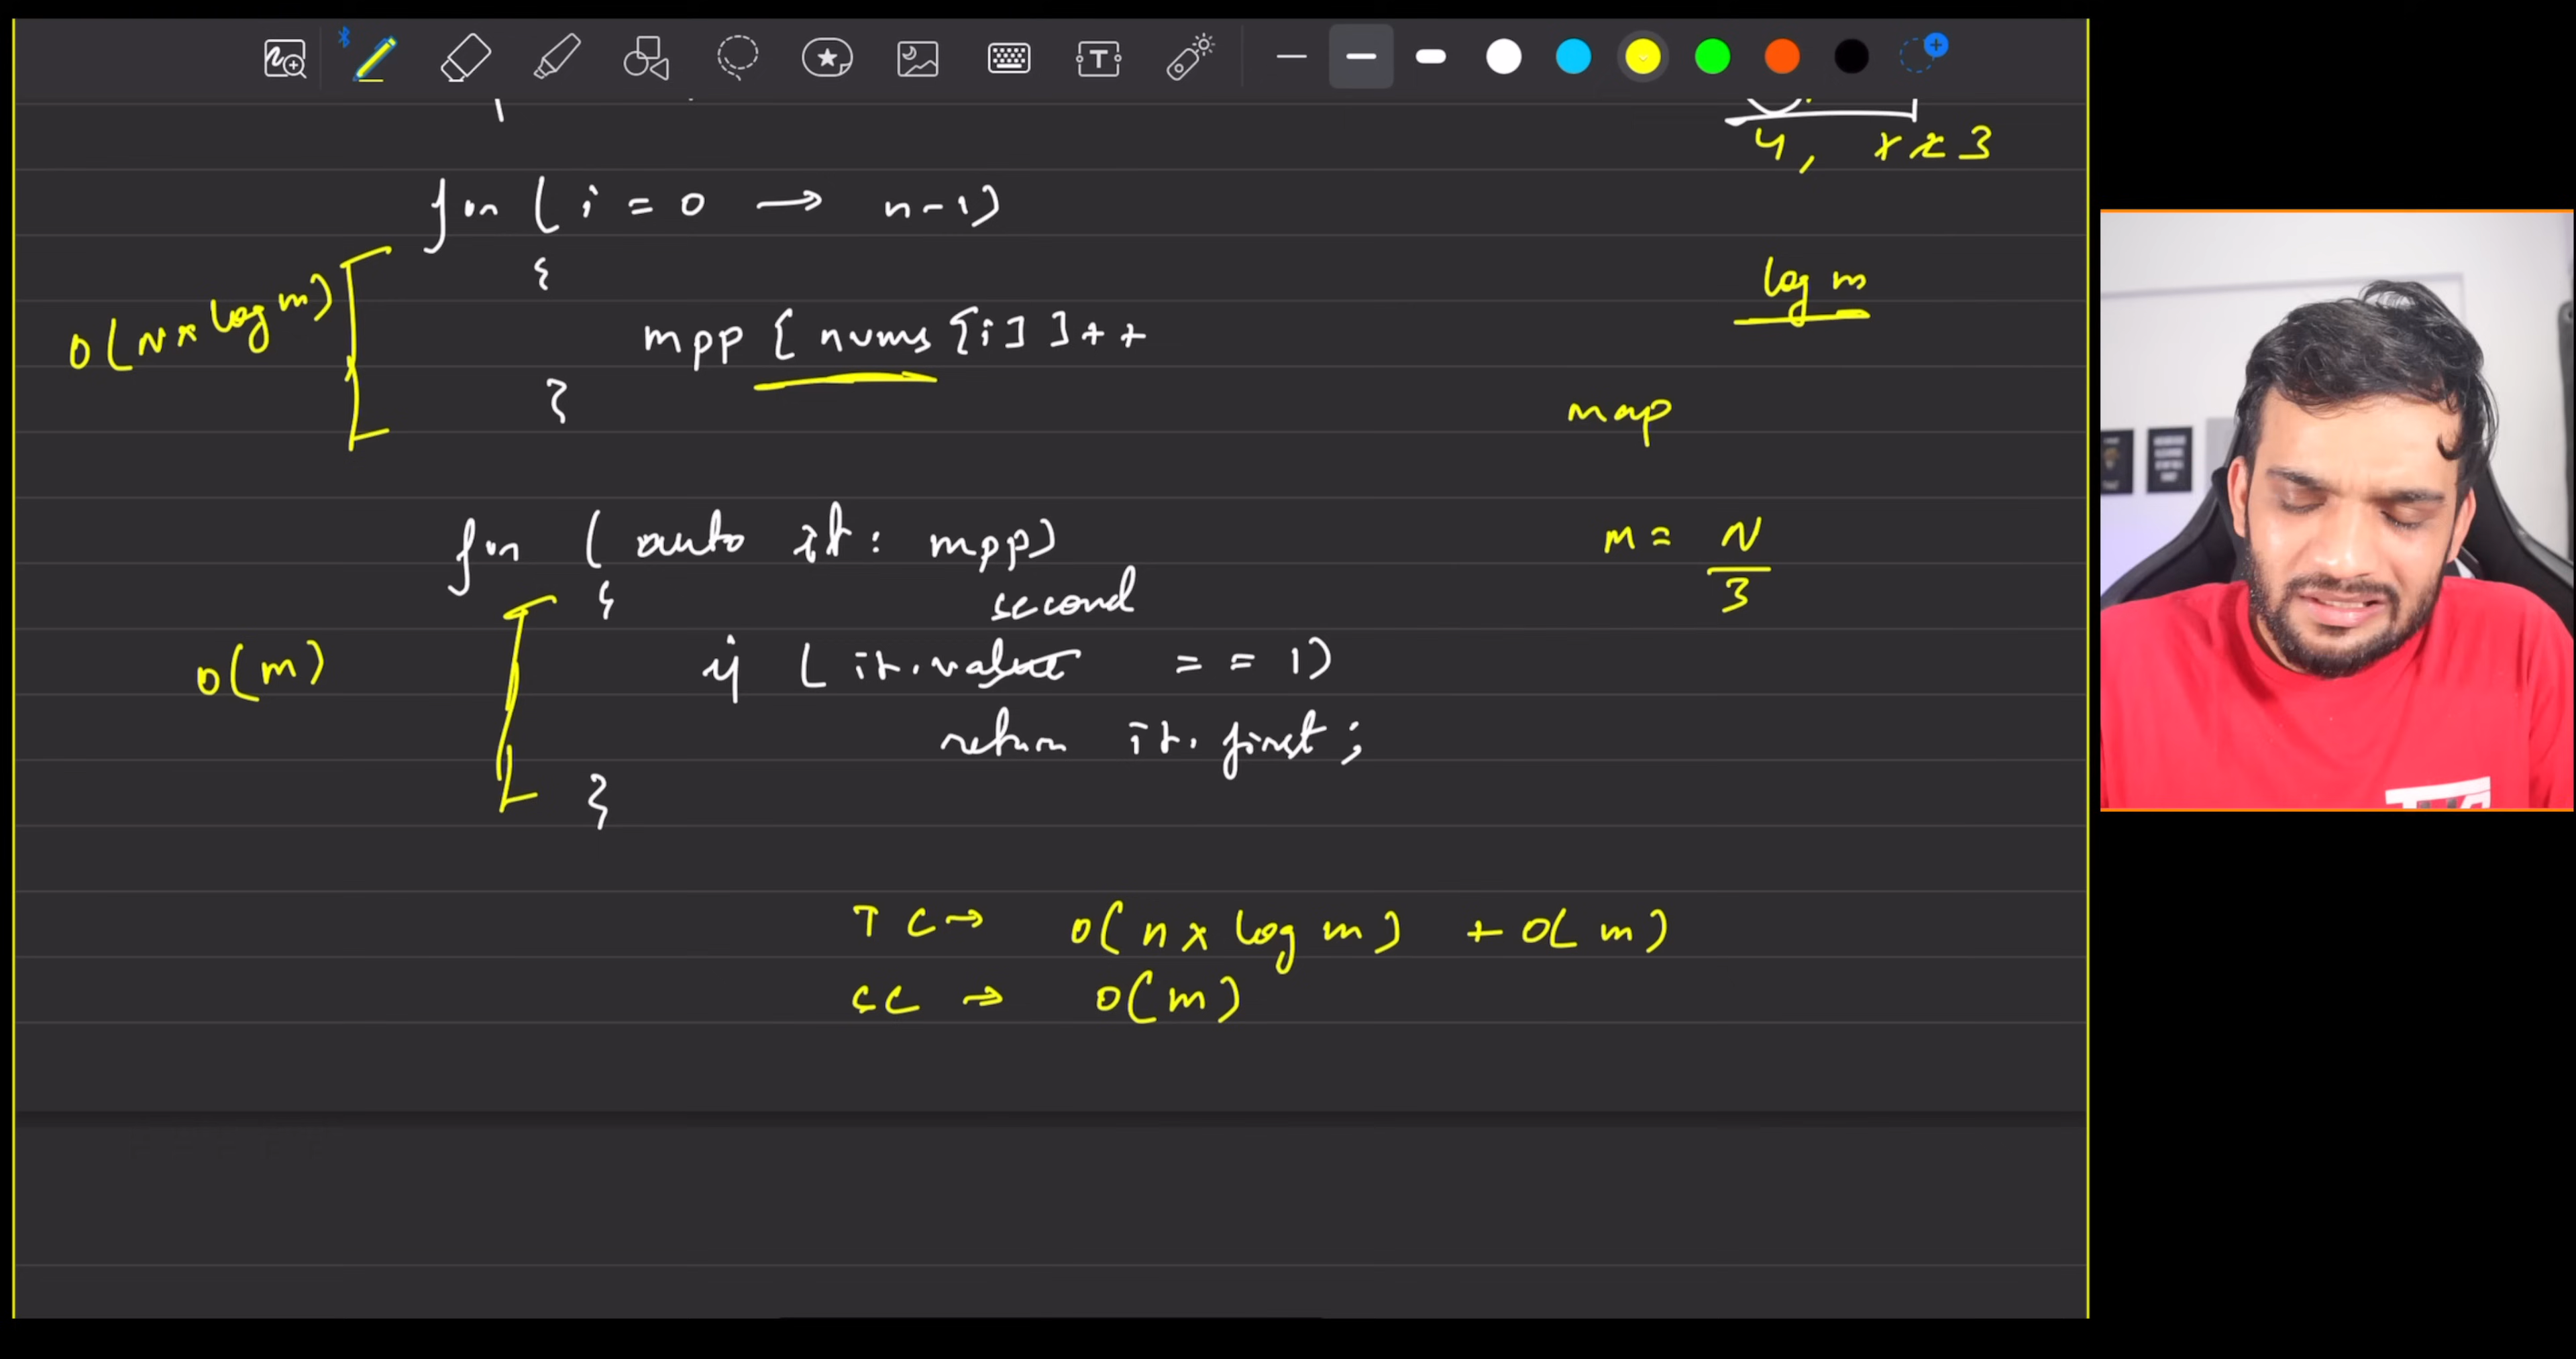 4, x x 3
for ( i = 0 → n-1)
{
O(N x log m)
log m
mpp [ nums [i] ] ++
}
map
for ( auto it : mpp)
m = N/3
{
second
O(m)
if ( it.value == 1)
return it.first;
}
TC → O( n x log m ) + O( m )
SC → O( m )